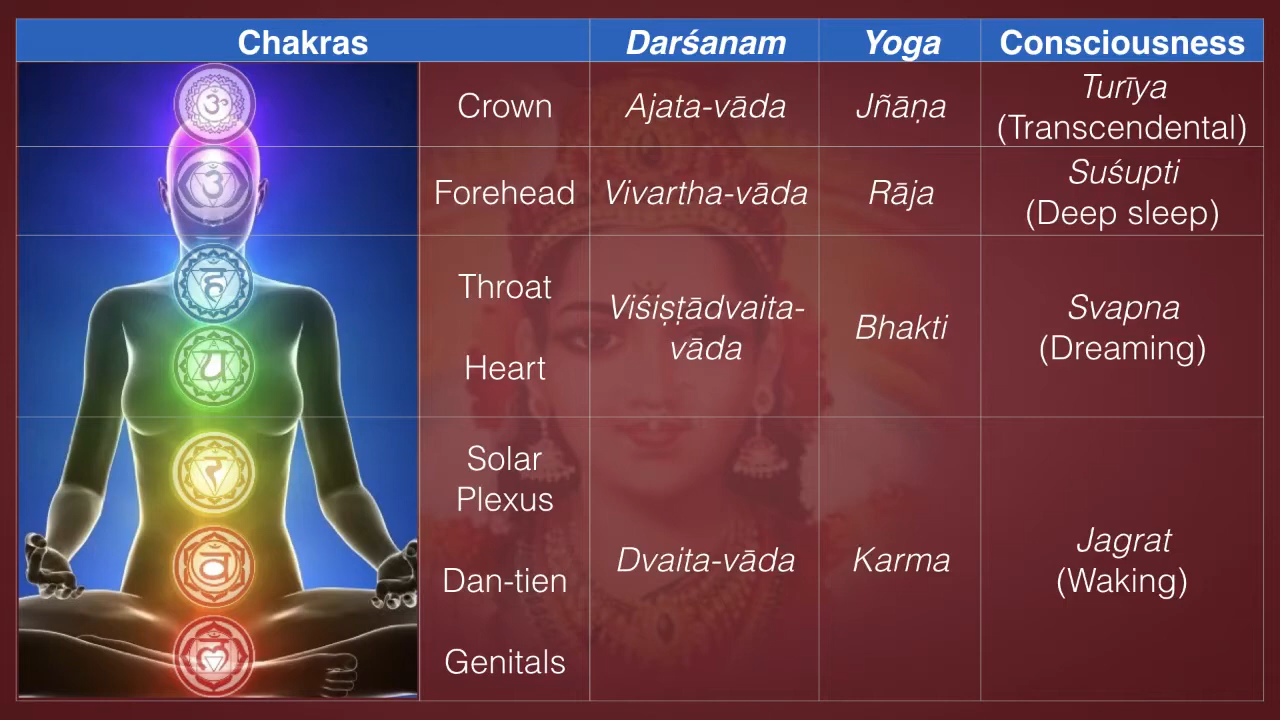 Chakras Darśanam Yoga Consciousness
ॐ
Crown Ajata-vāda Jñāṇa Turīya
(Transcendental)
ॐ
Forehead Vivartha-vāda Rāja Suśupti
(Deep sleep)
हं
Throat
Heart
यं
Viśiṣṭādvaita-
vāda
Bhakti
Svapna
(Dreaming)
रं
Solar
Plexus
वं
Dan-tien
लं
Genitals
Dvaita-vāda Karma Jagrat
(Waking)